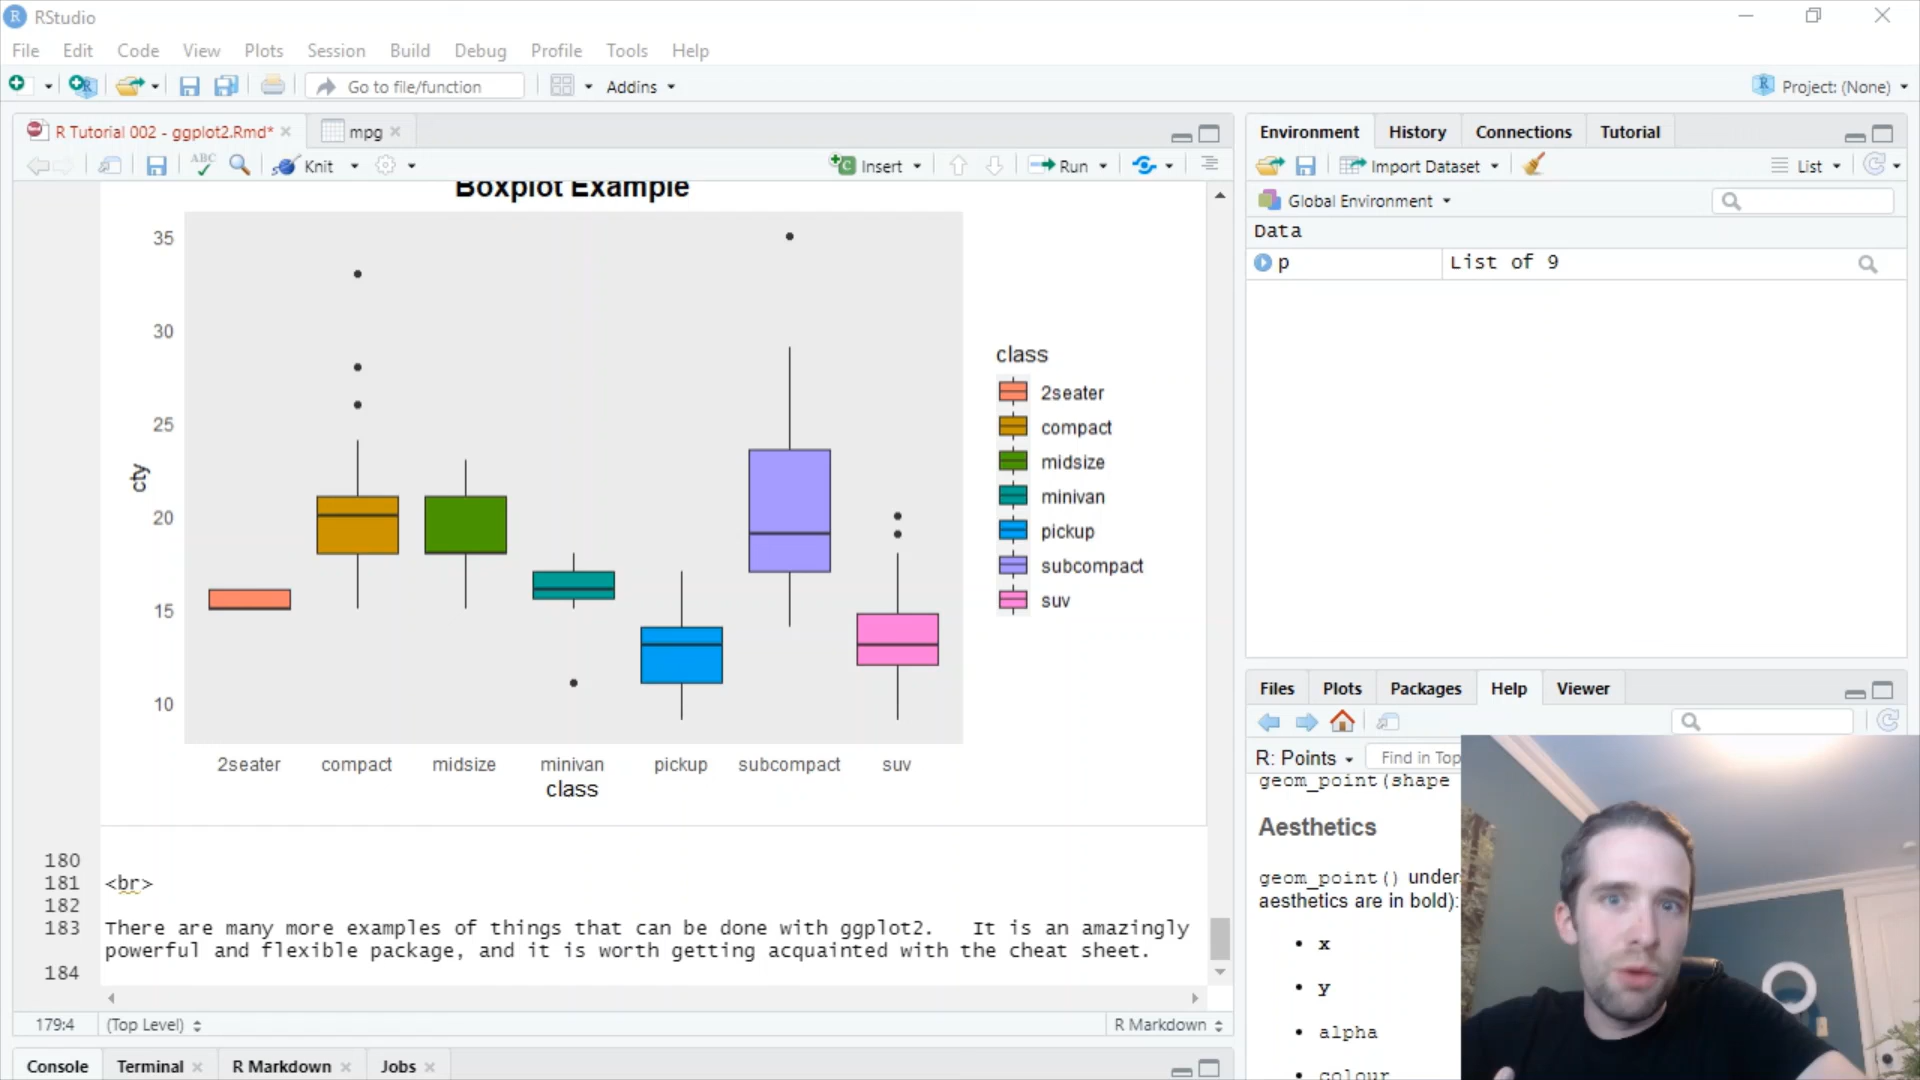 RStudio
File Edit Code View Plots Session Build Debug Profile Tools Help
Go to file/function Addins Project: (None)
R Tutorial 002 - ggplot2.Rmd* mpg
ABC Knit Insert Run
Boxplot Example
35
30
25
20
15
10
cty
2seater compact midsize minivan pickup subcompact suv
class
class
2seater
compact
midsize
minivan
pickup
subcompact
suv
180
181 <br>
182
183 There are many more examples of things that can be done with ggplot2. It is an amazingly
powerful and flexible package, and it is worth getting acquainted with the cheat sheet.
184
179:4 (Top Level) R Markdown
Console Terminal R Markdown Jobs
Environment History Connections Tutorial
Import Dataset List
Global Environment
Data
p List of 9
Files Plots Packages Help Viewer
R: Points Find in Top
geom_point(shape
Aesthetics
geom_point() under
aesthetics are in bold):
• x
• y
• alpha
• colour